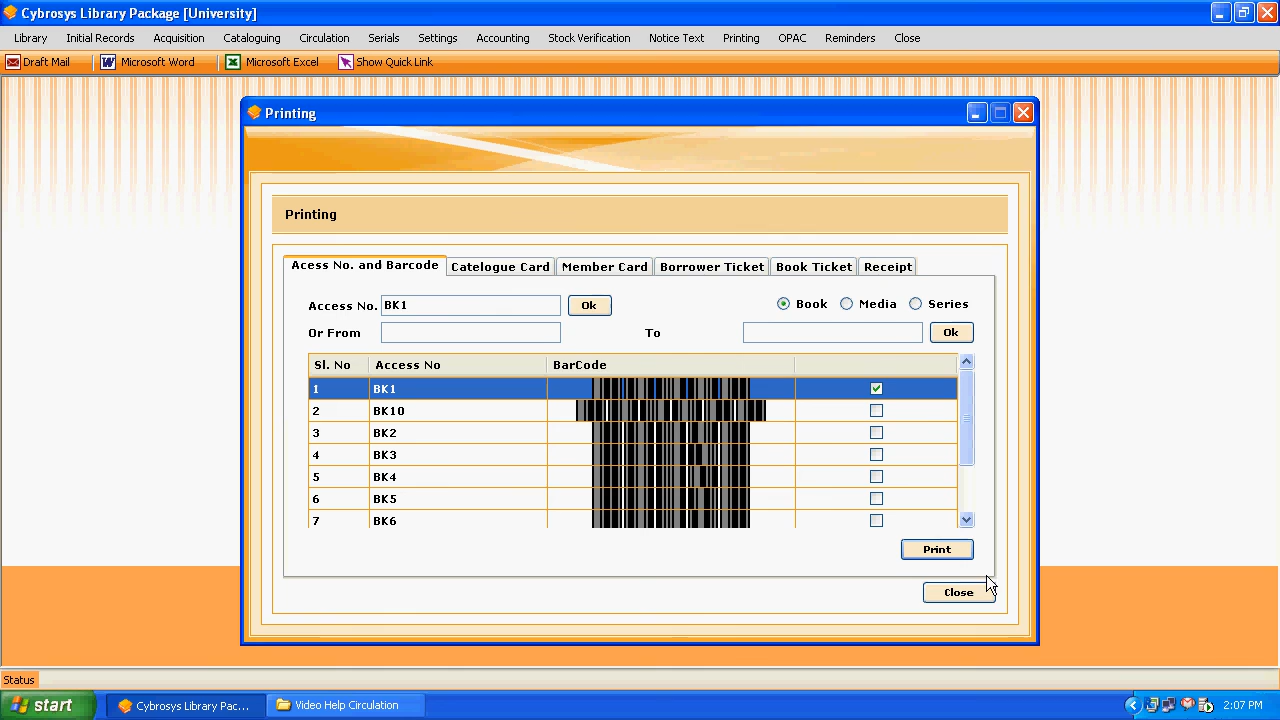 Cybrosys Library Package [University]
Library Initial Records Acquisition Cataloguing Circulation Serials Settings Accounting Stock Verification Notice Text Printing OPAC Reminders Close
Draft Mail Microsoft Word Microsoft Excel Show Quick Link
Printing
Printing
Acess No. and Barcode Catelogue Card Member Card Borrower Ticket Book Ticket Receipt
Access No. BK1 Ok Book Media Series
Or From To Ok
Sl. No Access No BarCode
1 BK1
2 BK10
3 BK2
4 BK3
5 BK4
6 BK5
7 BK6
Print
Close
Status
start Cybrosys Library Pac... Video Help Circulation 2:07 PM